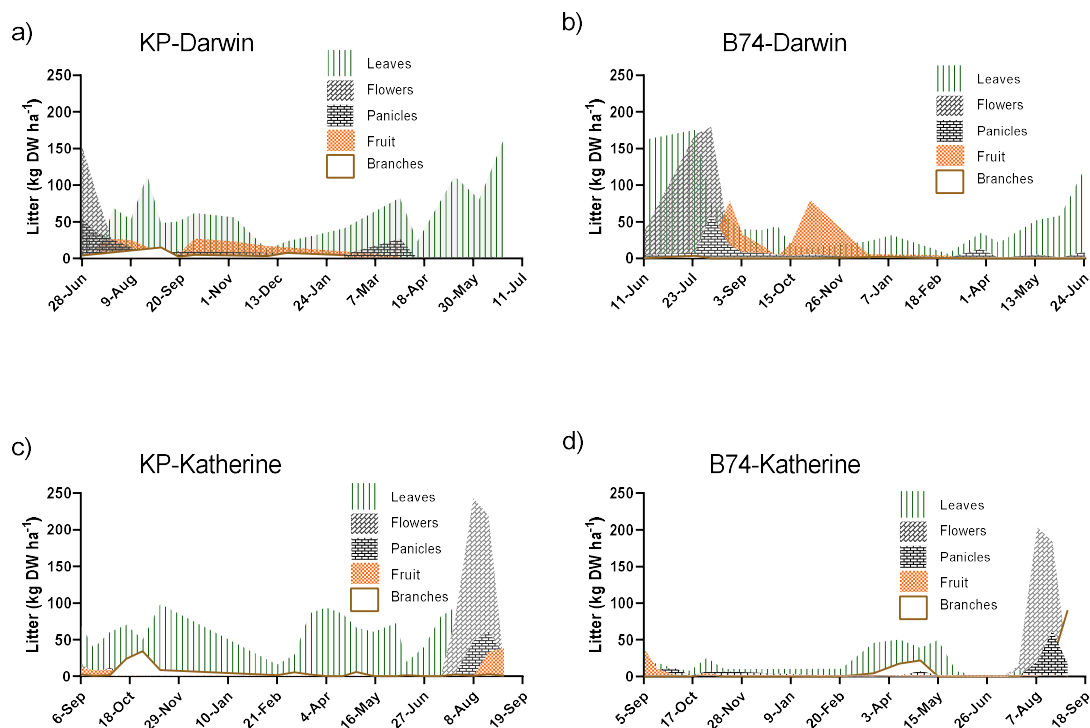 a)
KP-Darwin
Litter (kg DW ha⁻¹)
250
200
150
100
50
0
Leaves
Flowers
Panicles
Fruit
Branches
28-Jun
9-Aug
20-Sep
1-Nov
13-Dec
24-Jan
7-Mar
18-Apr
30-May
11-Jul
b)
B74-Darwin
Litter (kg DW ha⁻¹)
250
200
150
100
50
0
Leaves
Flowers
Panicles
Fruit
Branches
11-Jun
23-Jul
3-Sep
15-Oct
26-Nov
7-Jan
18-Feb
1-Apr
13-May
24-Jun
c)
KP-Katherine
Litter (kg DW ha⁻¹)
250
200
150
100
50
0
Leaves
Flowers
Panicles
Fruit
Branches
6-Sep
18-Oct
29-Nov
10-Jan
21-Feb
4-Apr
16-May
27-Jun
8-Aug
19-Sep
d)
B74-Katherine
Litter (kg DW ha⁻¹)
250
200
150
100
50
0
Leaves
Flowers
Panicles
Fruit
Branches
5-Sep
17-Oct
28-Nov
9-Jan
20-Feb
3-Apr
15-May
26-Jun
7-Aug
18-Sep